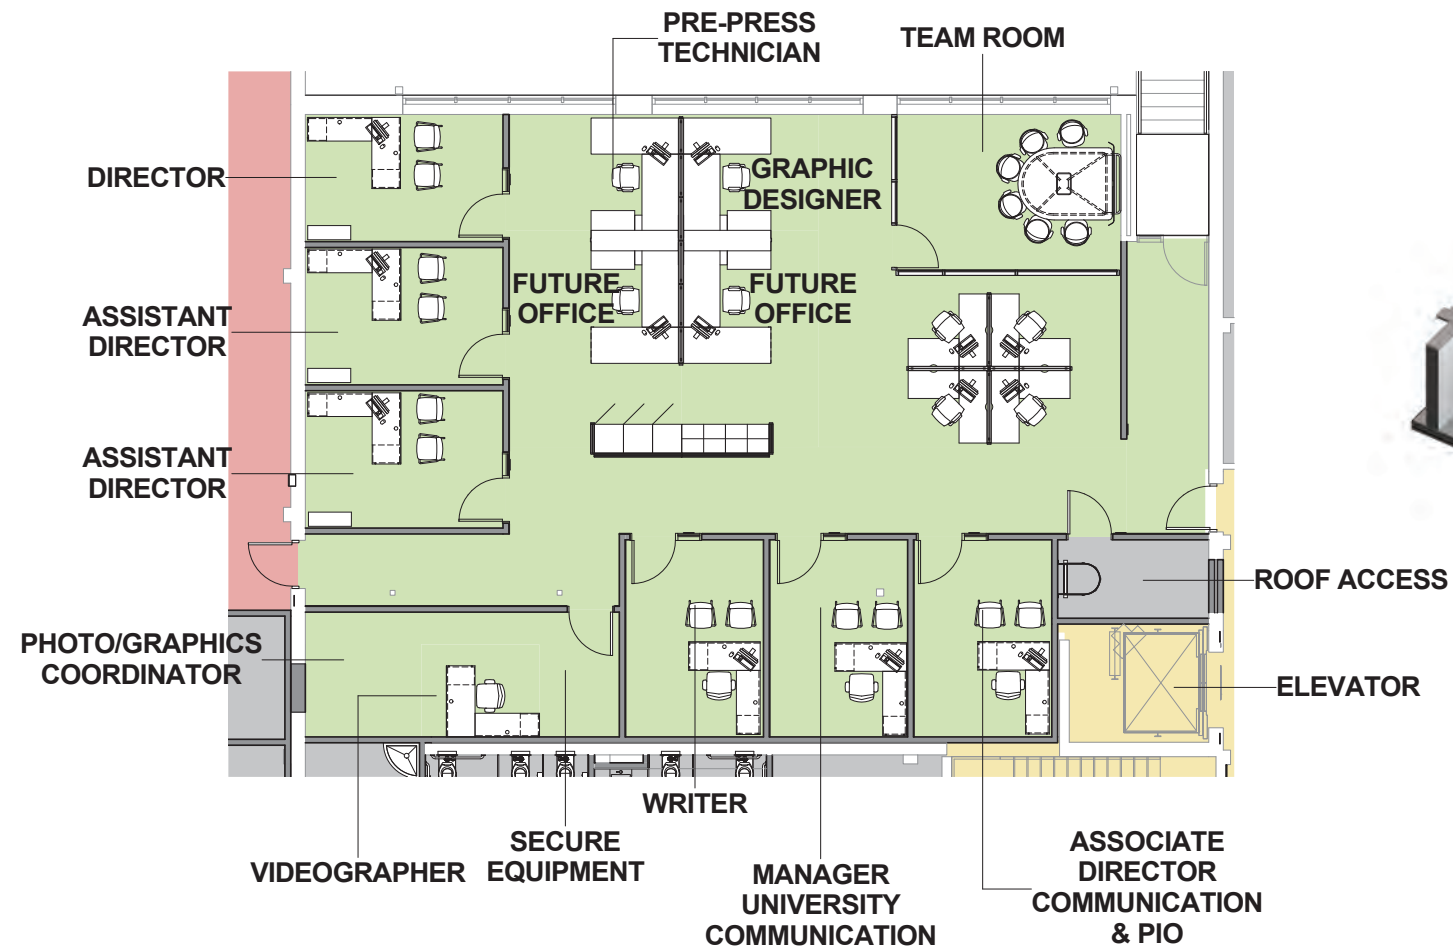 PRE-PRESS
TECHNICIAN
TEAM ROOM
DIRECTOR
GRAPHIC
DESIGNER
ASSISTANT
DIRECTOR
FUTURE
OFFICE
FUTURE
OFFICE
ASSISTANT
DIRECTOR
ROOF ACCESS
PHOTO/GRAPHICS
COORDINATOR
ELEVATOR
WRITER
VIDEOGRAPHER
SECURE
EQUIPMENT
MANAGER
UNIVERSITY
COMMUNICATION
ASSOCIATE
DIRECTOR
COMMUNICATION
& PIO